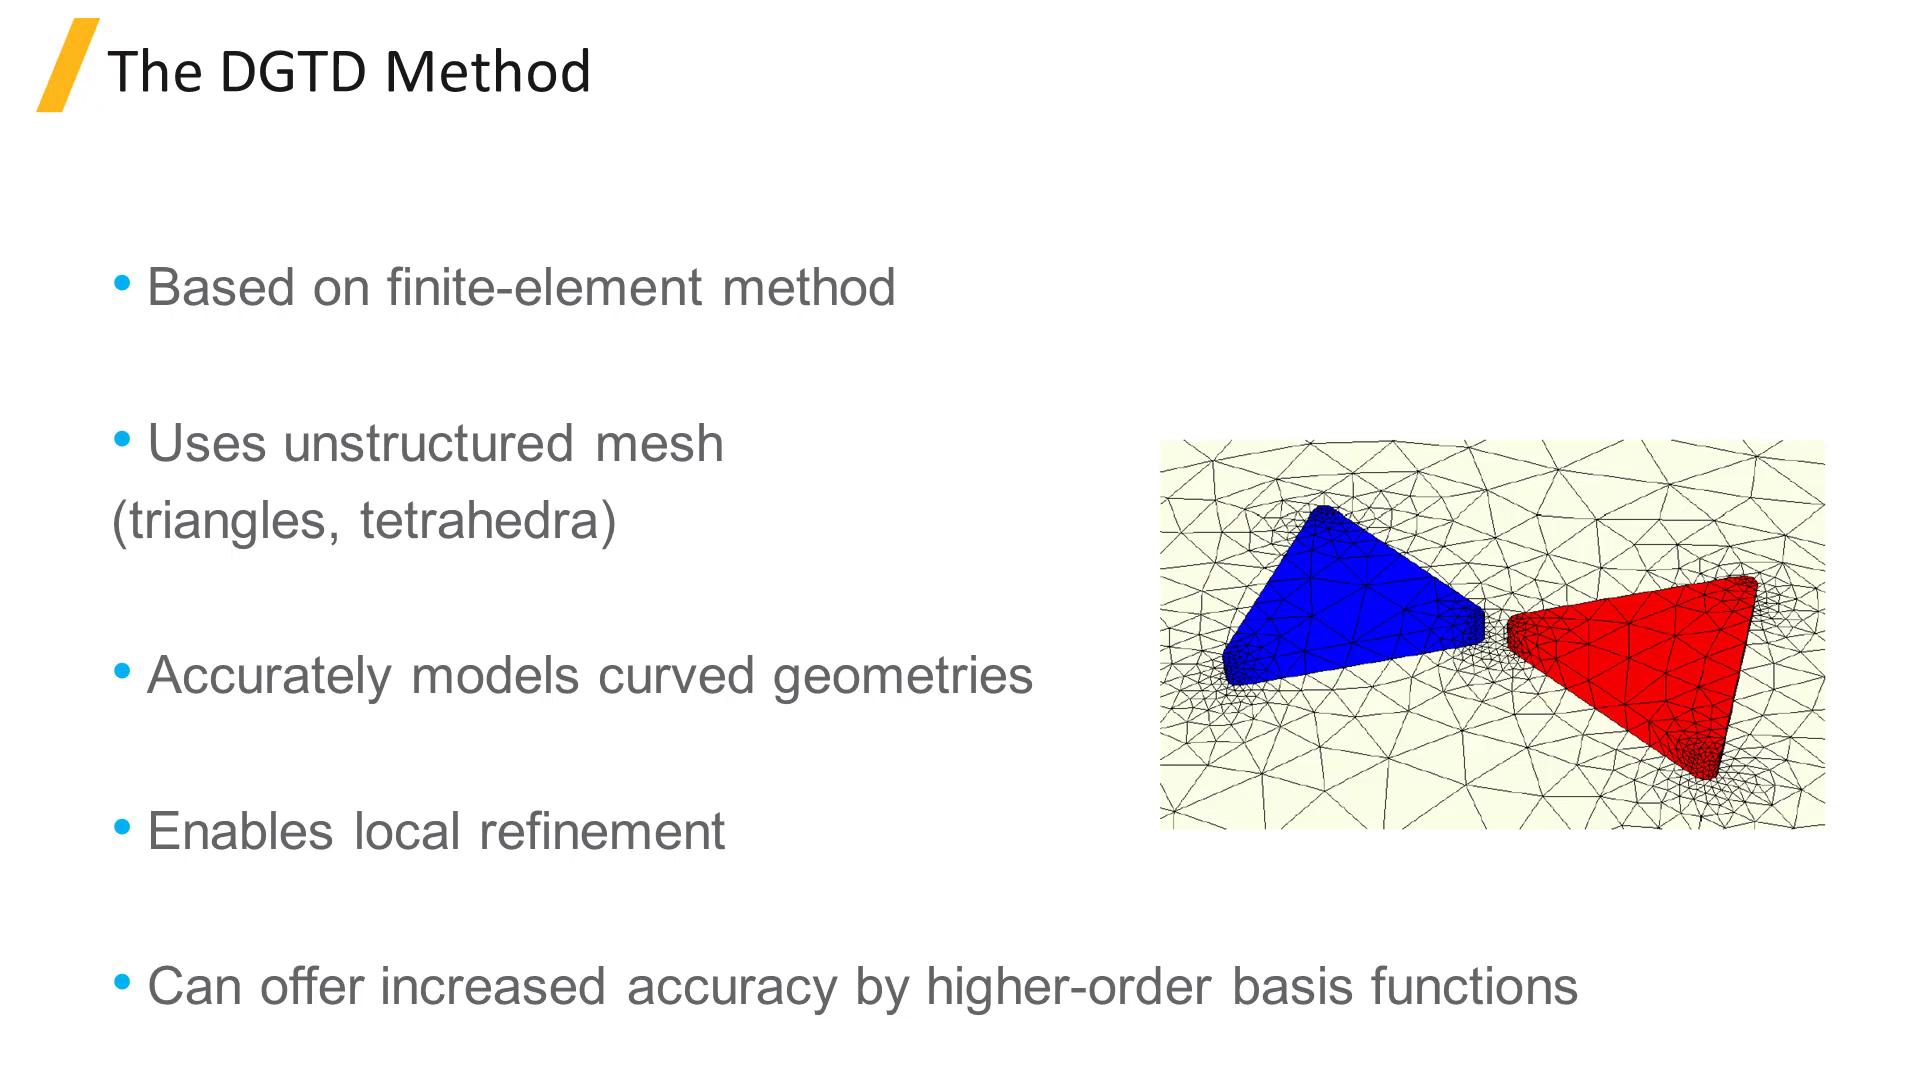 The DGTD Method
• Based on finite-element method
• Uses unstructured mesh
(triangles, tetrahedra)
• Accurately models curved geometries
• Enables local refinement
• Can offer increased accuracy by higher-order basis functions